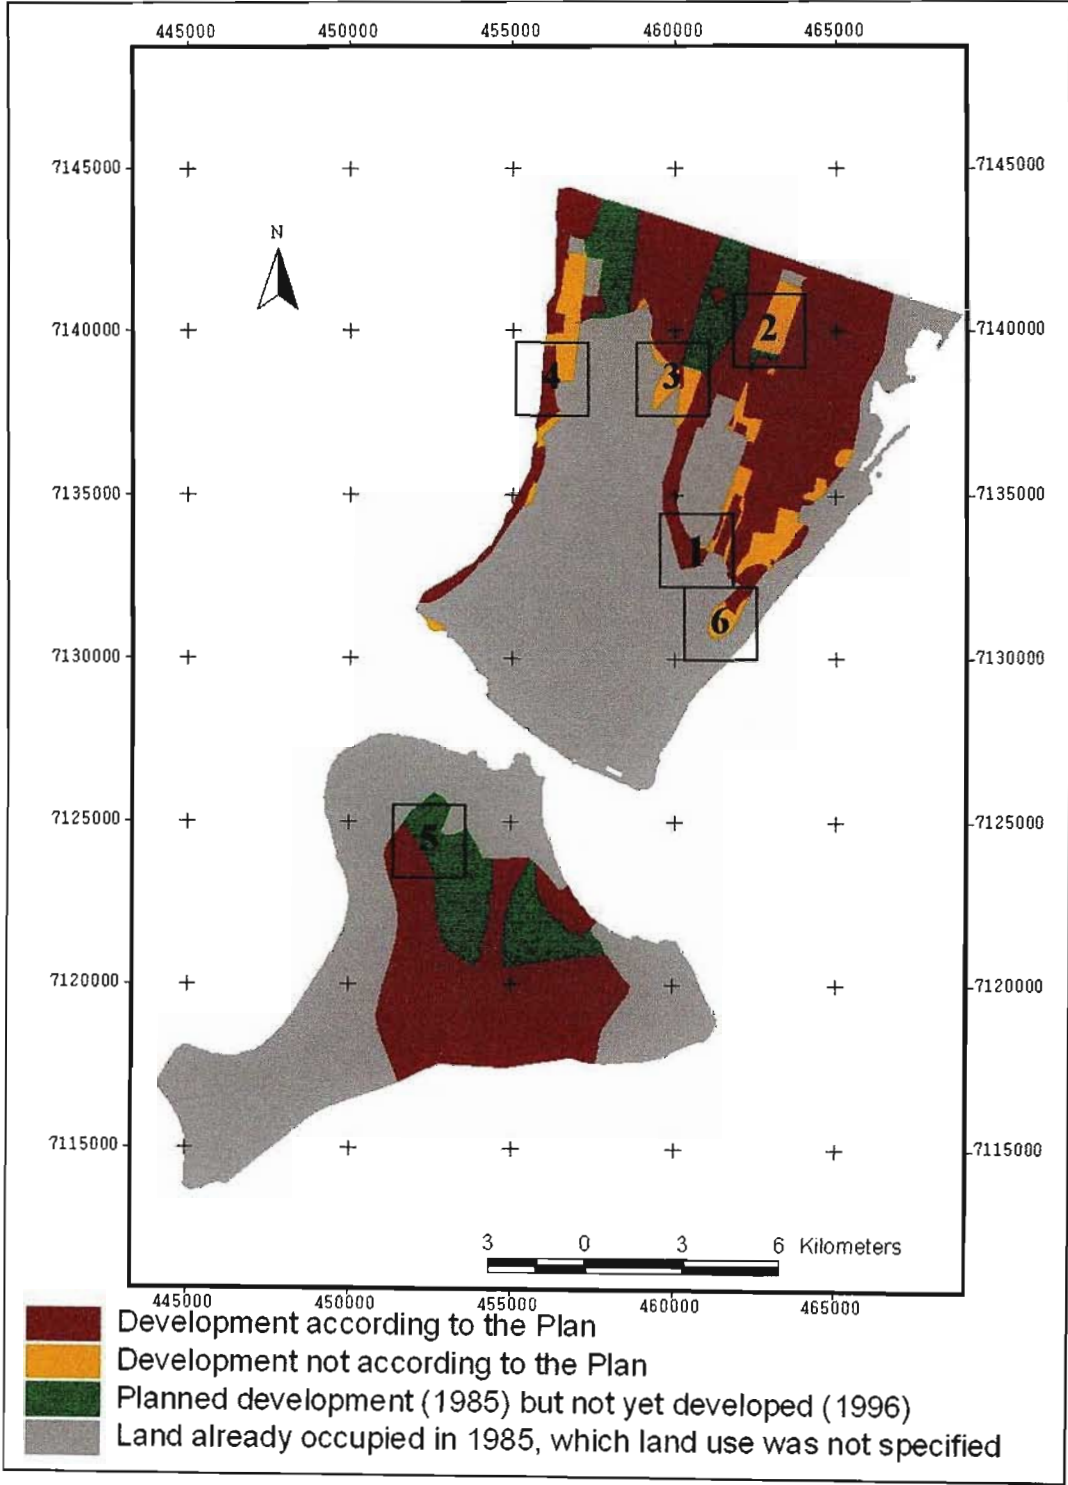 445000 450000 455000 460000 465000
7145000 7145000
N
7140000 2 7140000
4 3
7135000 7135000
1
6
7130000 7130000
7125000 7125000
5
7120000 7120000
7115000 7115000
3 0 3 6 Kilometers
445000 450000 455000 460000 465000
Development according to the Plan
Development not according to the Plan
Planned development (1985) but not yet developed (1996)
Land already occupied in 1985, which land use was not specified